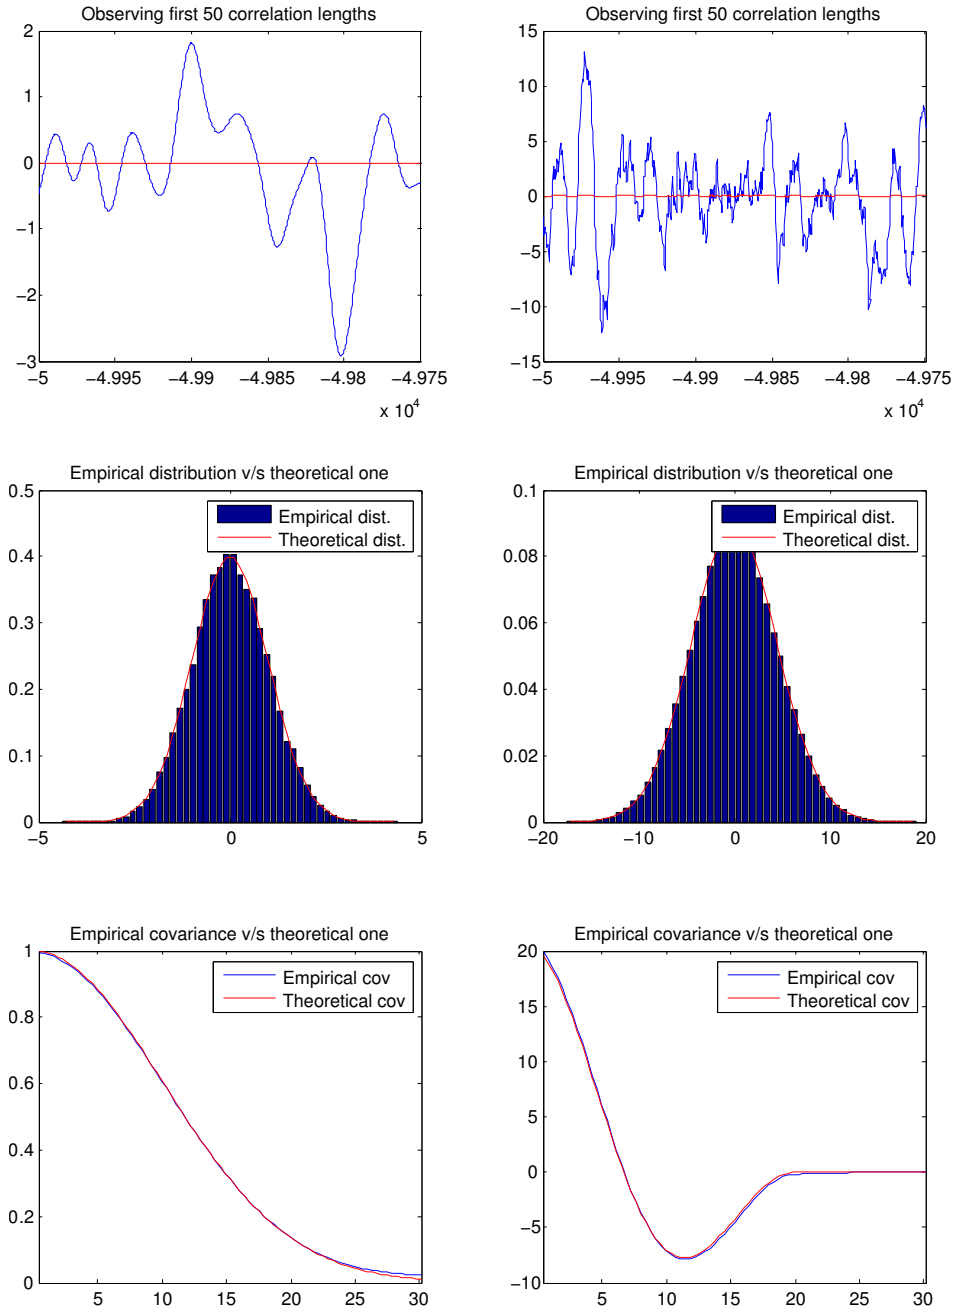 Observing first 50 correlation lengths
2
1
0
−1
−2
−3
−5 −4.995 −4.99 −4.985 −4.98 −4.975
x 10^4
Observing first 50 correlation lengths
15
10
5
0
−5
−10
−15
−5 −4.995 −4.99 −4.985 −4.98 −4.975
x 10^4
Empirical distribution v/s theoretical one
0.5
0.4
0.3
0.2
0.1
0
−5 0 5
Empirical dist.
Theoretical dist.
Empirical distribution v/s theoretical one
0.1
0.08
0.06
0.04
0.02
0
−20 −10 0 10 20
Empirical dist.
Theoretical dist.
Empirical covariance v/s theoretical one
1
0.8
0.6
0.4
0.2
0
5 10 15 20 25 30
Empirical cov
Theoretical cov
Empirical covariance v/s theoretical one
20
15
10
5
0
−5
−10
5 10 15 20 25 30
Empirical cov
Theoretical cov